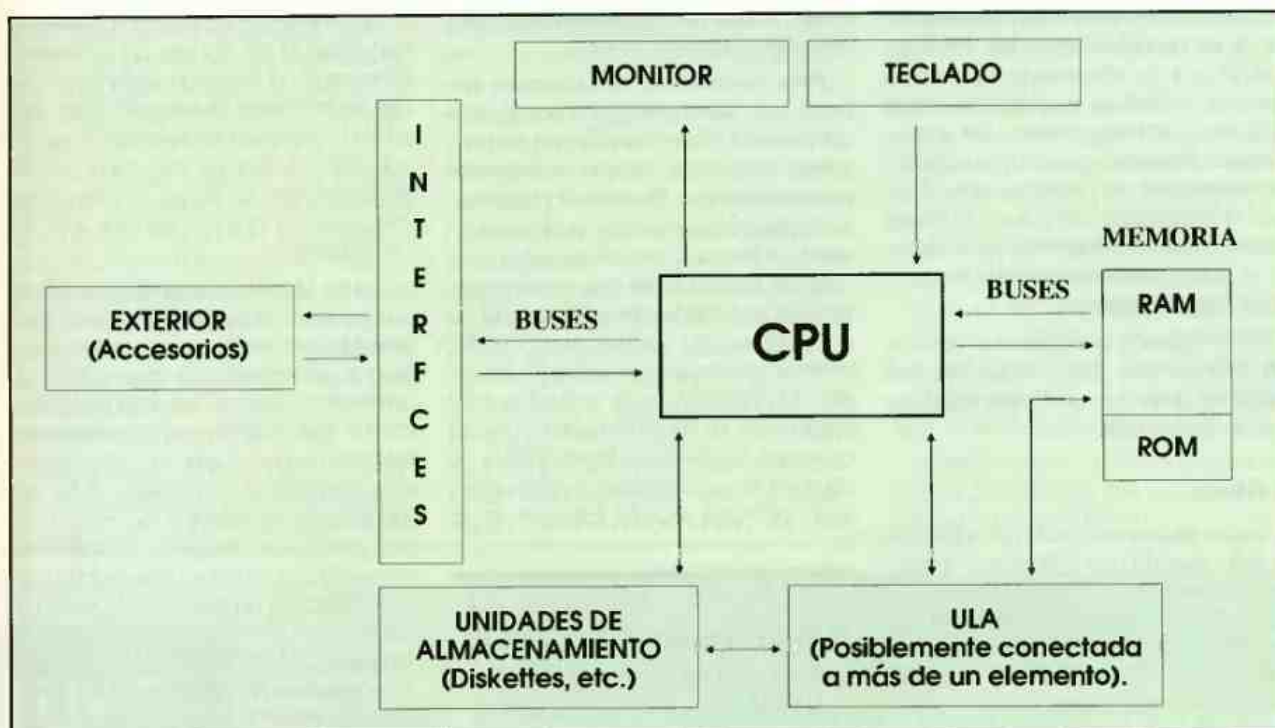 MONITOR
TECLADO
INTERFCES
MEMORIA
BUSES
RAM
EXTERIOR
(Accesorios)
BUSES
CPU
ROM
UNIDADES DE
ALMACENAMIENTO
(Diskettes, etc.)
ULA
(Posiblemente conectada
a más de un elemento).